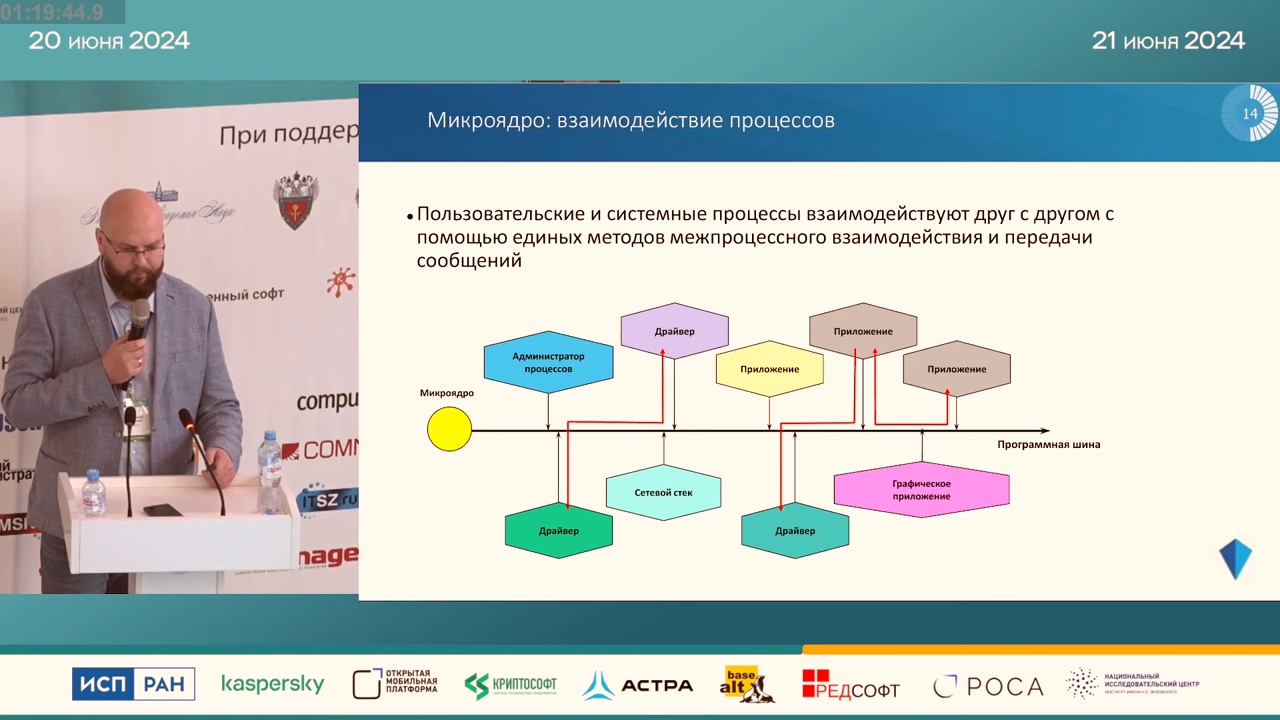 01:19:44.9
20 июня 2024
21 июня 2024
При поддер
енный софт
compu
COMN
ITSZ.ru
nage
Микроядро: взаимодействие процессов
14
Пользовательские и системные процессы взаимодействуют друг с другом с
помощью единых методов межпроцессного взаимодействия и передачи
сообщений
Драйвер
Приложение
Администратор
процессов
Приложение
Приложение
Микроядро
Программная шина
Сетевой стек
Графическое
приложение
Драйвер
Драйвер
ИСП РАН
kaspersky
ОТКРЫТАЯ
МОБИЛЬНАЯ
ПЛАТФОРМА
КРИПТОСОФТ
АСТРА
base
alt
РЕДСОФТ
РОСА
НАЦИОНАЛЬНЫЙ
ИССЛЕДОВАТЕЛЬСКИЙ ЦЕНТР